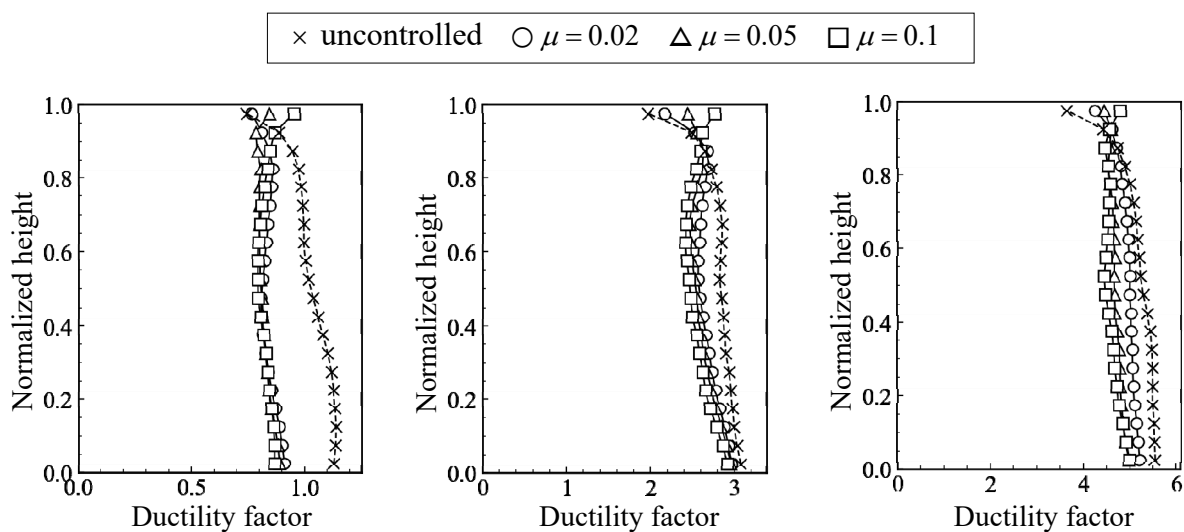 × uncontrolled ○ μ = 0.02 △ μ = 0.05 □ μ = 0.1
Normalized height
1.0
0.8
0.6
0.4
0.2
0.0
0.0 0.5 1.0
Ductility factor
Normalized height
1.0
0.8
0.6
0.4
0.2
0.0
0 1 2 3
Ductility factor
Normalized height
1.0
0.8
0.6
0.4
0.2
0.0
0 2 4 6
Ductility factor